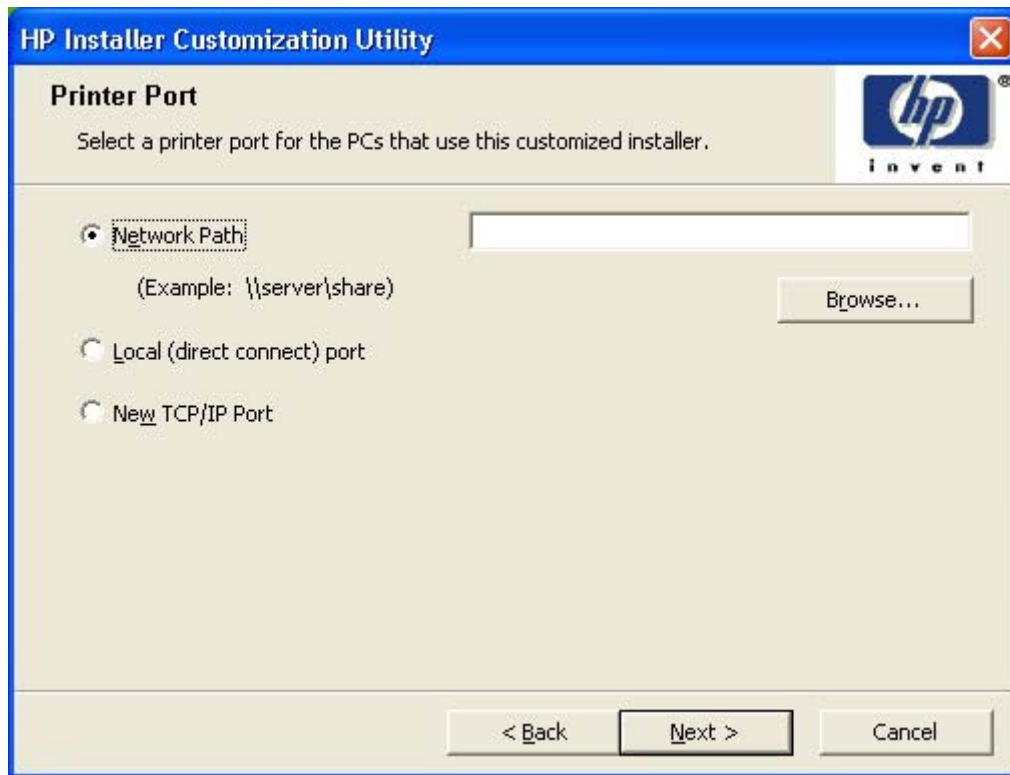 HP Installer Customization Utility
Printer Port
Select a printer port for the PCs that use this customized installer.
hp
®
invent
Network Path
(Example: \\server\share)
Browse...
Local (direct connect) port
New TCP/IP Port
< Back
Next >
Cancel